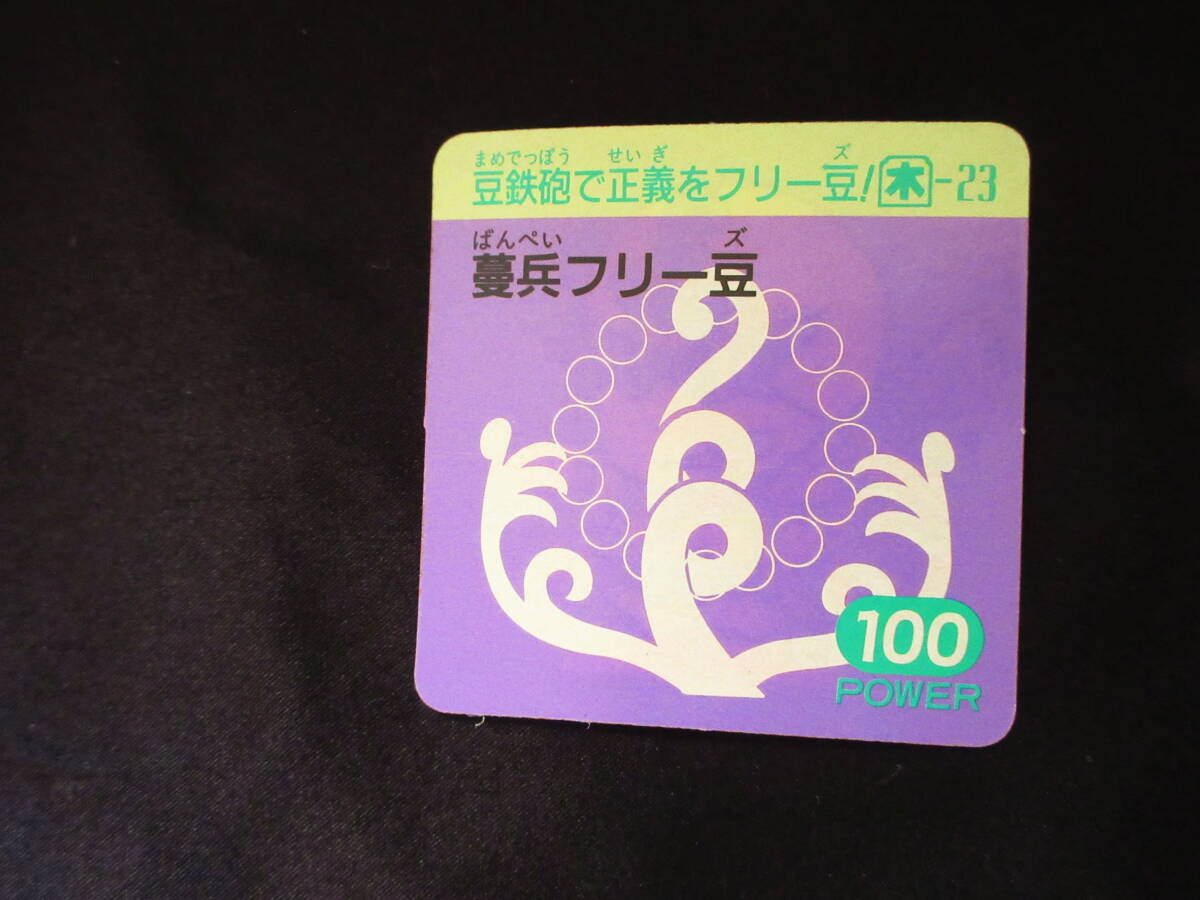 まめでっぽう せいぎ ズ
豆鉄砲で正義をフリー豆!木-23
ばんぺい ズ
蔓兵フリー豆
100
POWER